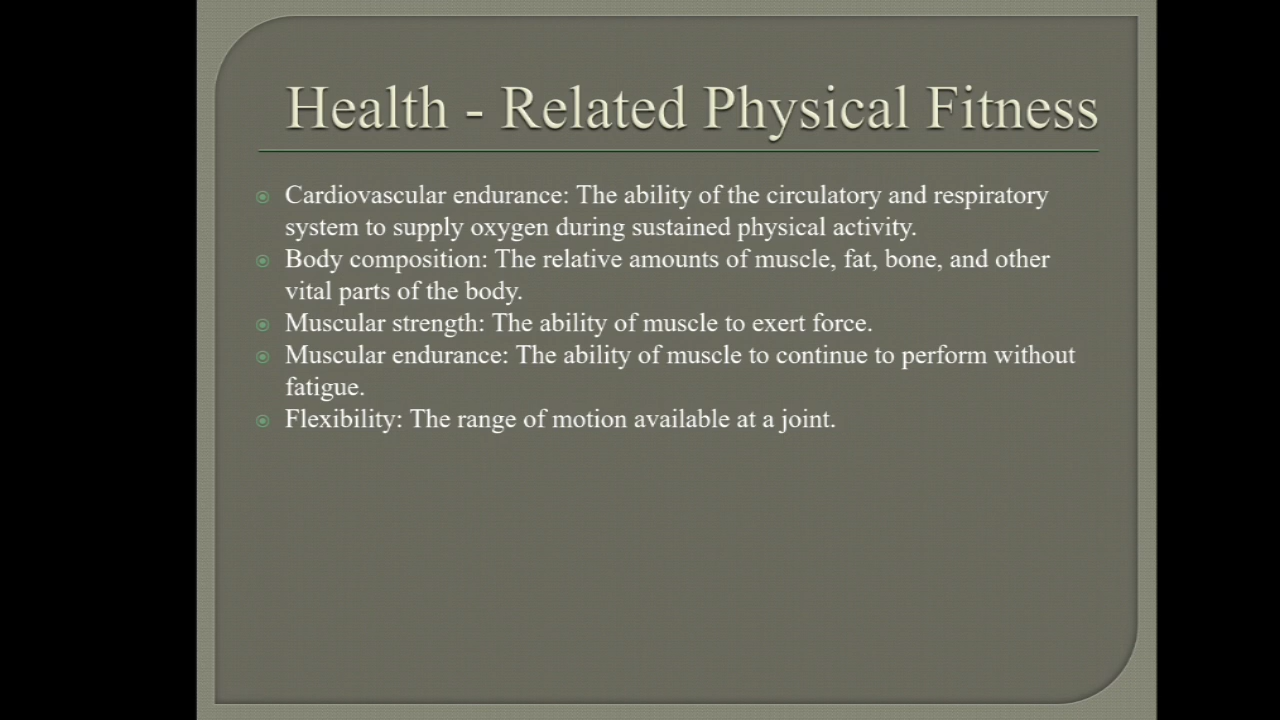 Health - Related Physical Fitness
Cardiovascular endurance: The ability of the circulatory and respiratory
system to supply oxygen during sustained physical activity.
Body composition: The relative amounts of muscle, fat, bone, and other
vital parts of the body.
Muscular strength: The ability of muscle to exert force.
Muscular endurance: The ability of muscle to continue to perform without
fatigue.
Flexibility: The range of motion available at a joint.